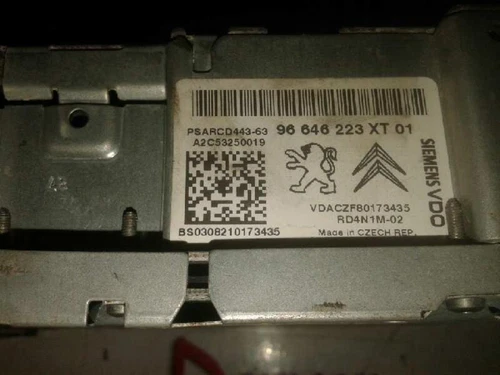 PSARCD443-63
A2C53250019
96 646 223 XT 01
SIEMENS VDO
VDACZF80173435
RD4N1M-02
BS0308210173435
Made in CZECH REP.